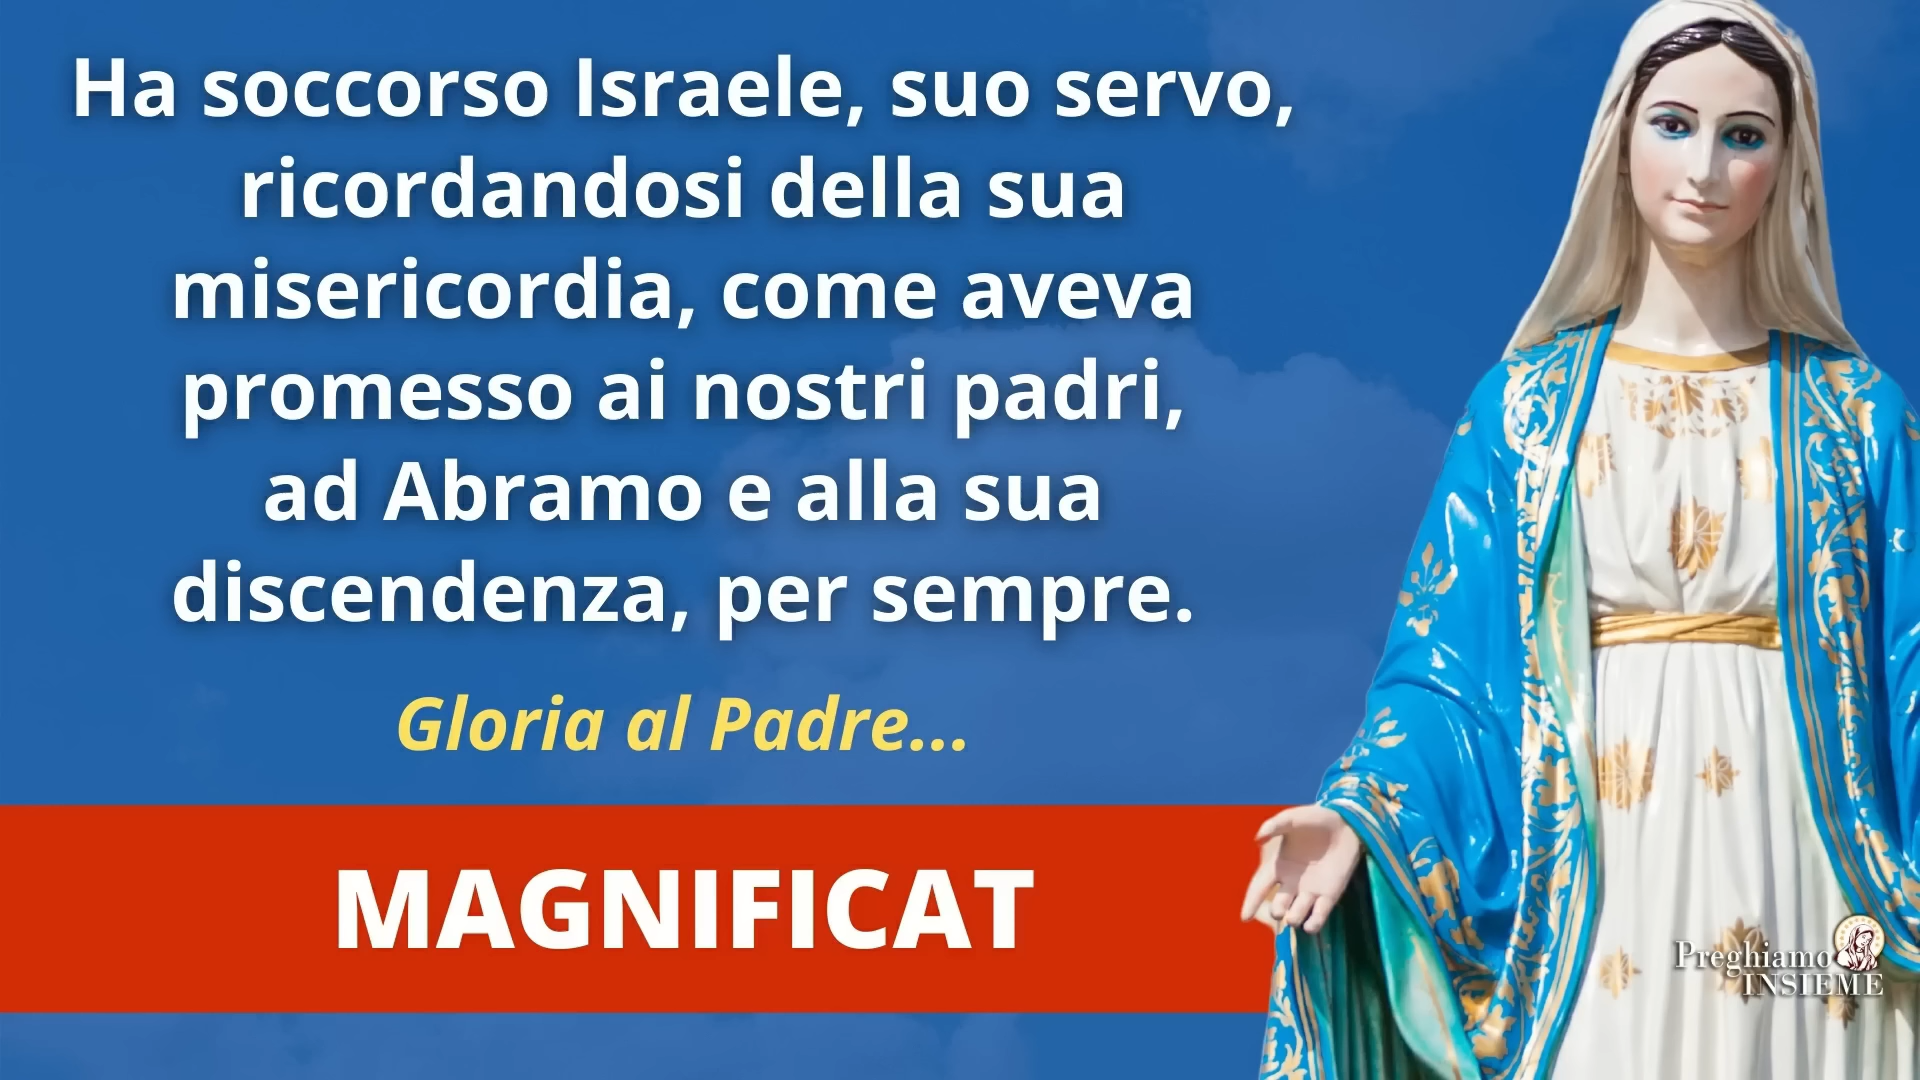 Ha soccorso Israele, suo servo,
ricordandosi della sua
misericordia, come aveva
promesso ai nostri padri,
ad Abramo e alla sua
discendenza, per sempre.
Gloria al Padre...
MAGNIFICAT
Preghiamo
INSIEME